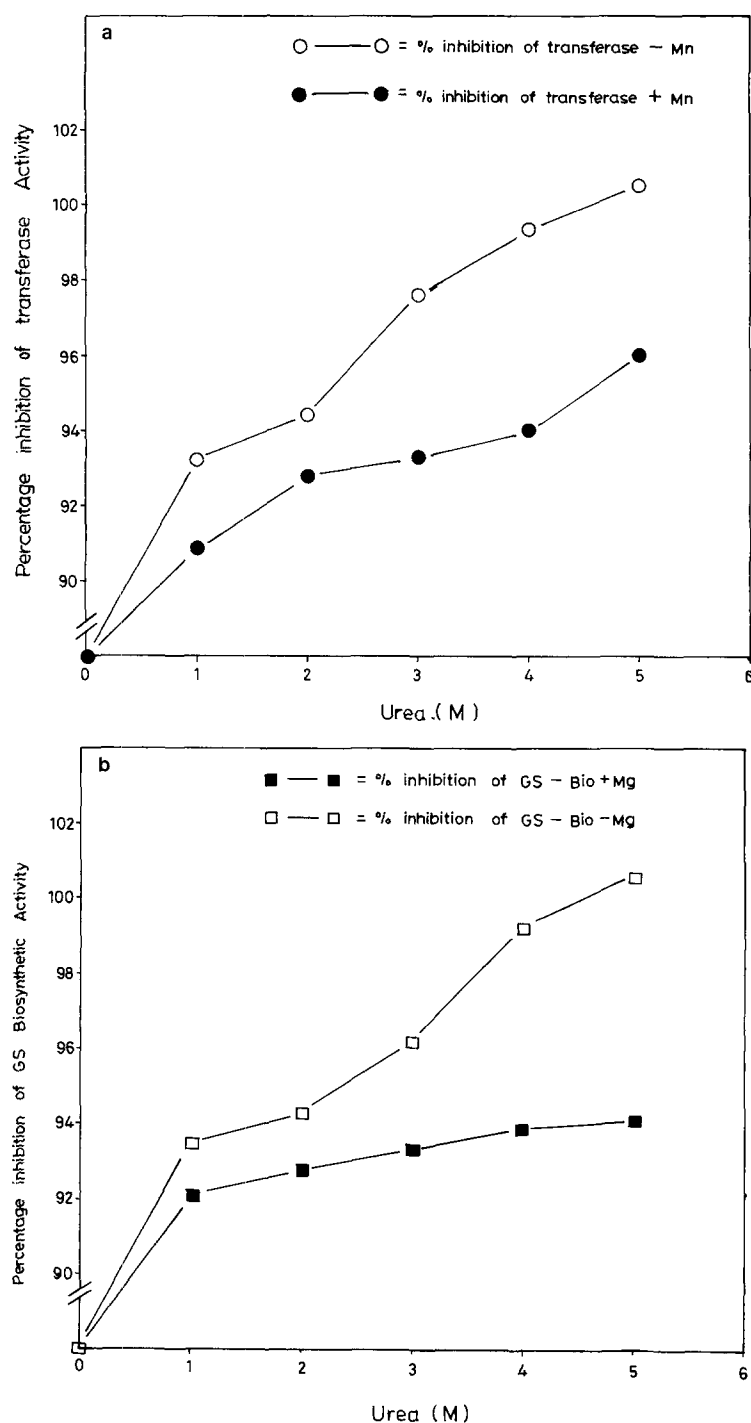 a
○——○ = % inhibition of transferase - Mn
●——● = % inhibition of transferase + Mn
Percentage inhibition of transferase Activity
102
100
98
96
94
92
90
0 1 2 3 4 5 6
Urea.(M)
b
■——■ = % inhibition of GS - Bio+Mg
□——□ = % inhibition of GS - Bio-Mg
Percentage inhibition of GS Biosynthetic Activity
102
100
98
96
94
92
90
0 1 2 3 4 5 6
Urea (M)